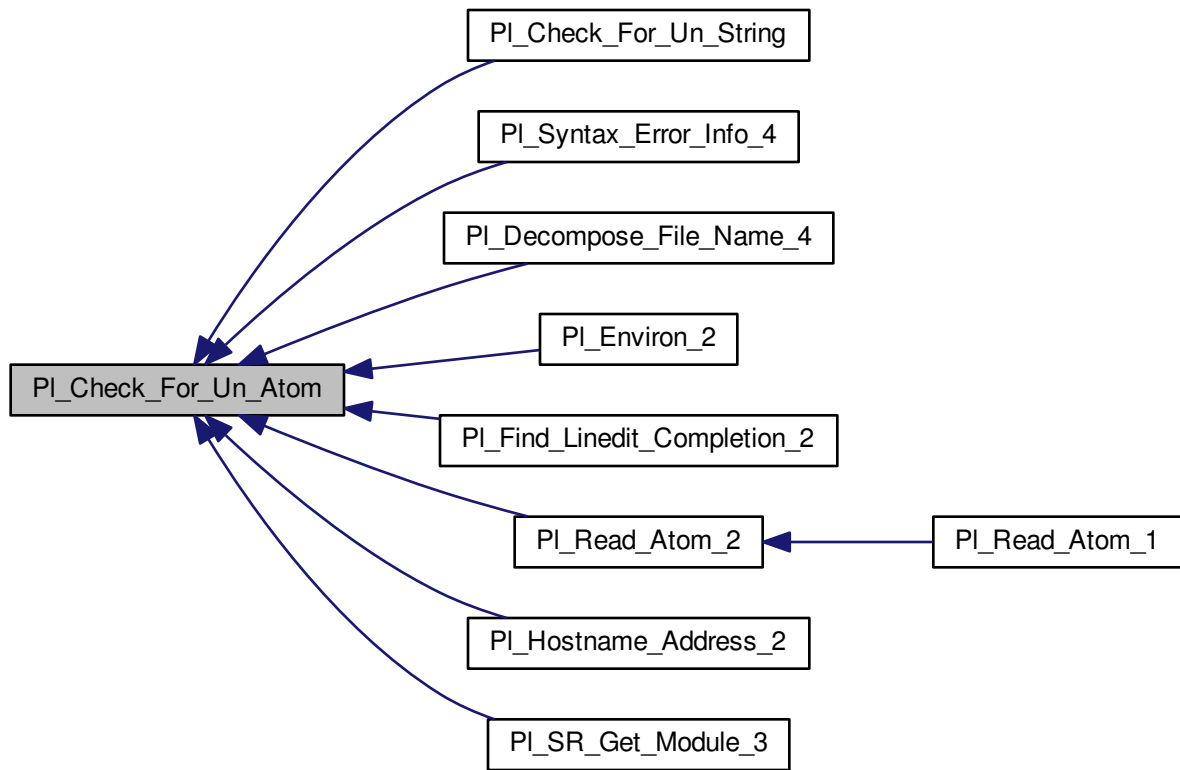 Pl_Check_For_Un_String
Pl_Syntax_Error_Info_4
Pl_Decompose_File_Name_4
Pl_Environ_2
Pl_Check_For_Un_Atom
Pl_Find_Linedit_Completion_2
Pl_Read_Atom_2
Pl_Read_Atom_1
Pl_Hostname_Address_2
Pl_SR_Get_Module_3